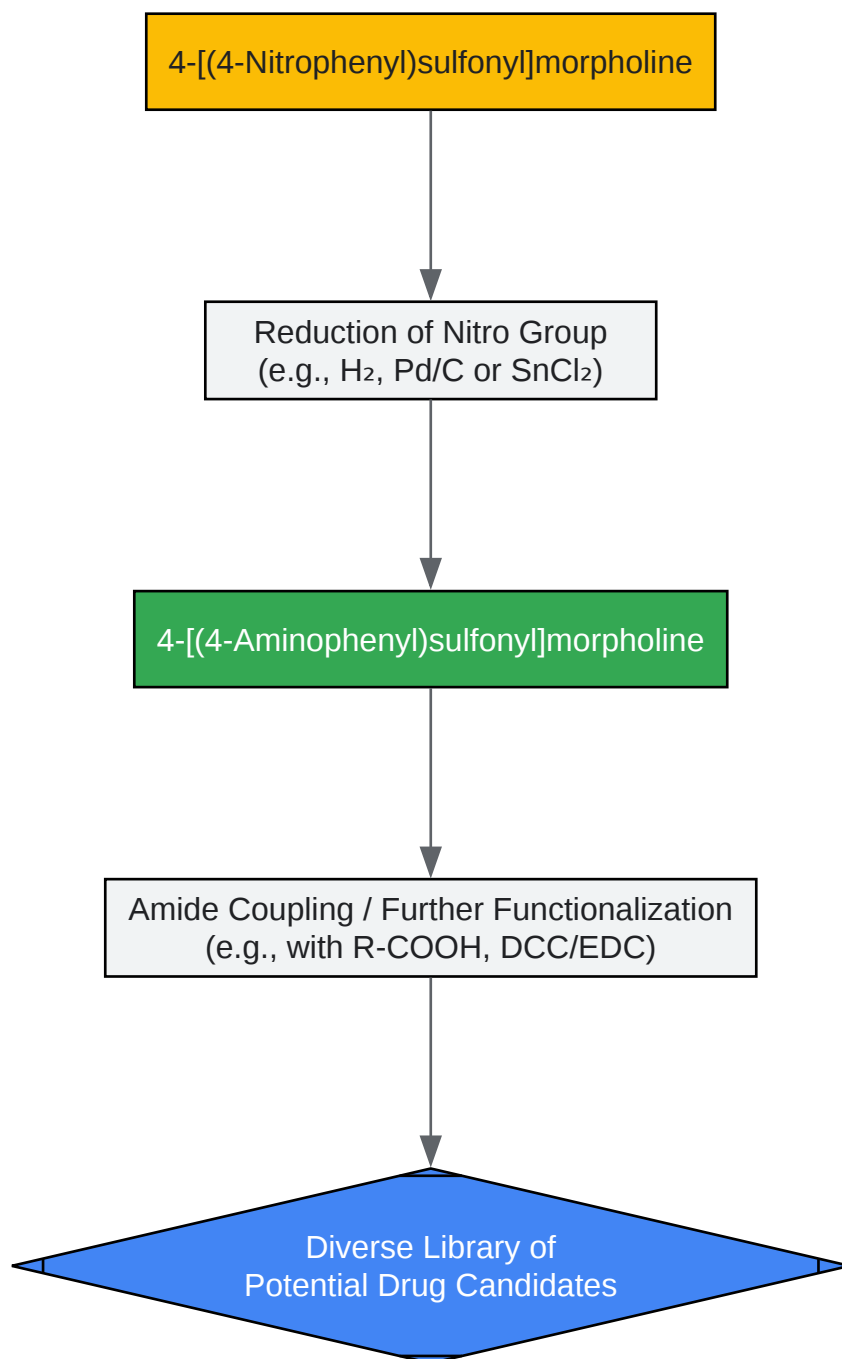 4-[(4-Nitrophenyl)sulfonyl]morpholine
Reduction of Nitro Group
(e.g., H₂, Pd/C or SnCl₂)
4-[(4-Aminophenyl)sulfonyl]morpholine
Amide Coupling / Further Functionalization
(e.g., with R-COOH, DCC/EDC)
Diverse Library of
Potential Drug Candidates